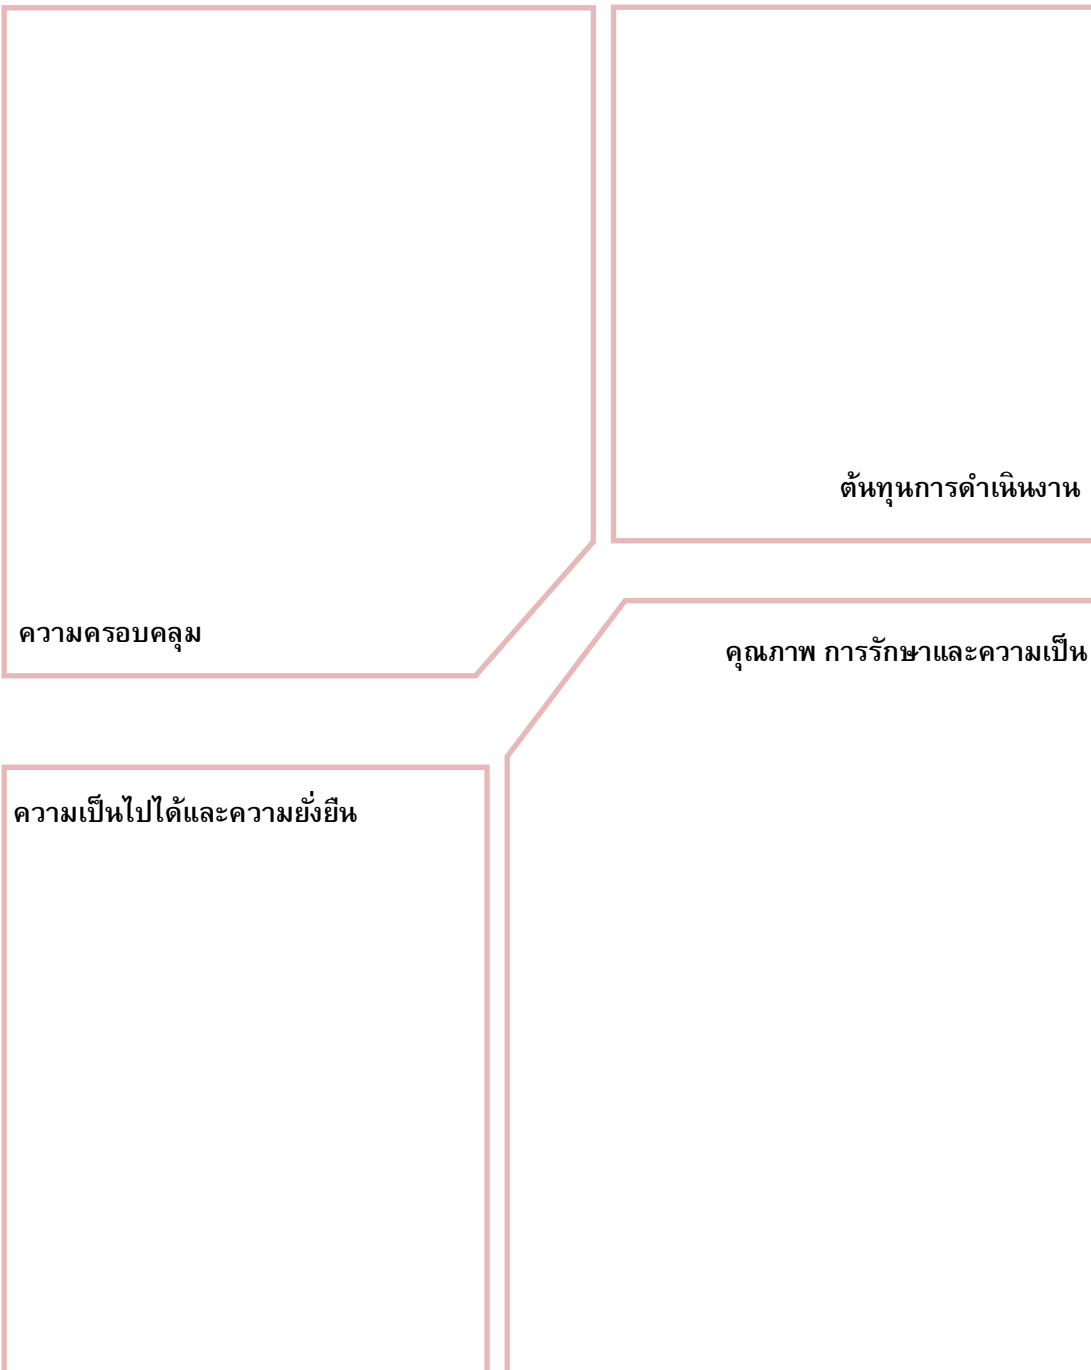 ต้นทุนการดำเนินงาน
ความครอบคลุม
คุณภาพ การรักษาและความเป็น
ความเป็นไปได้และความยั่งยืน